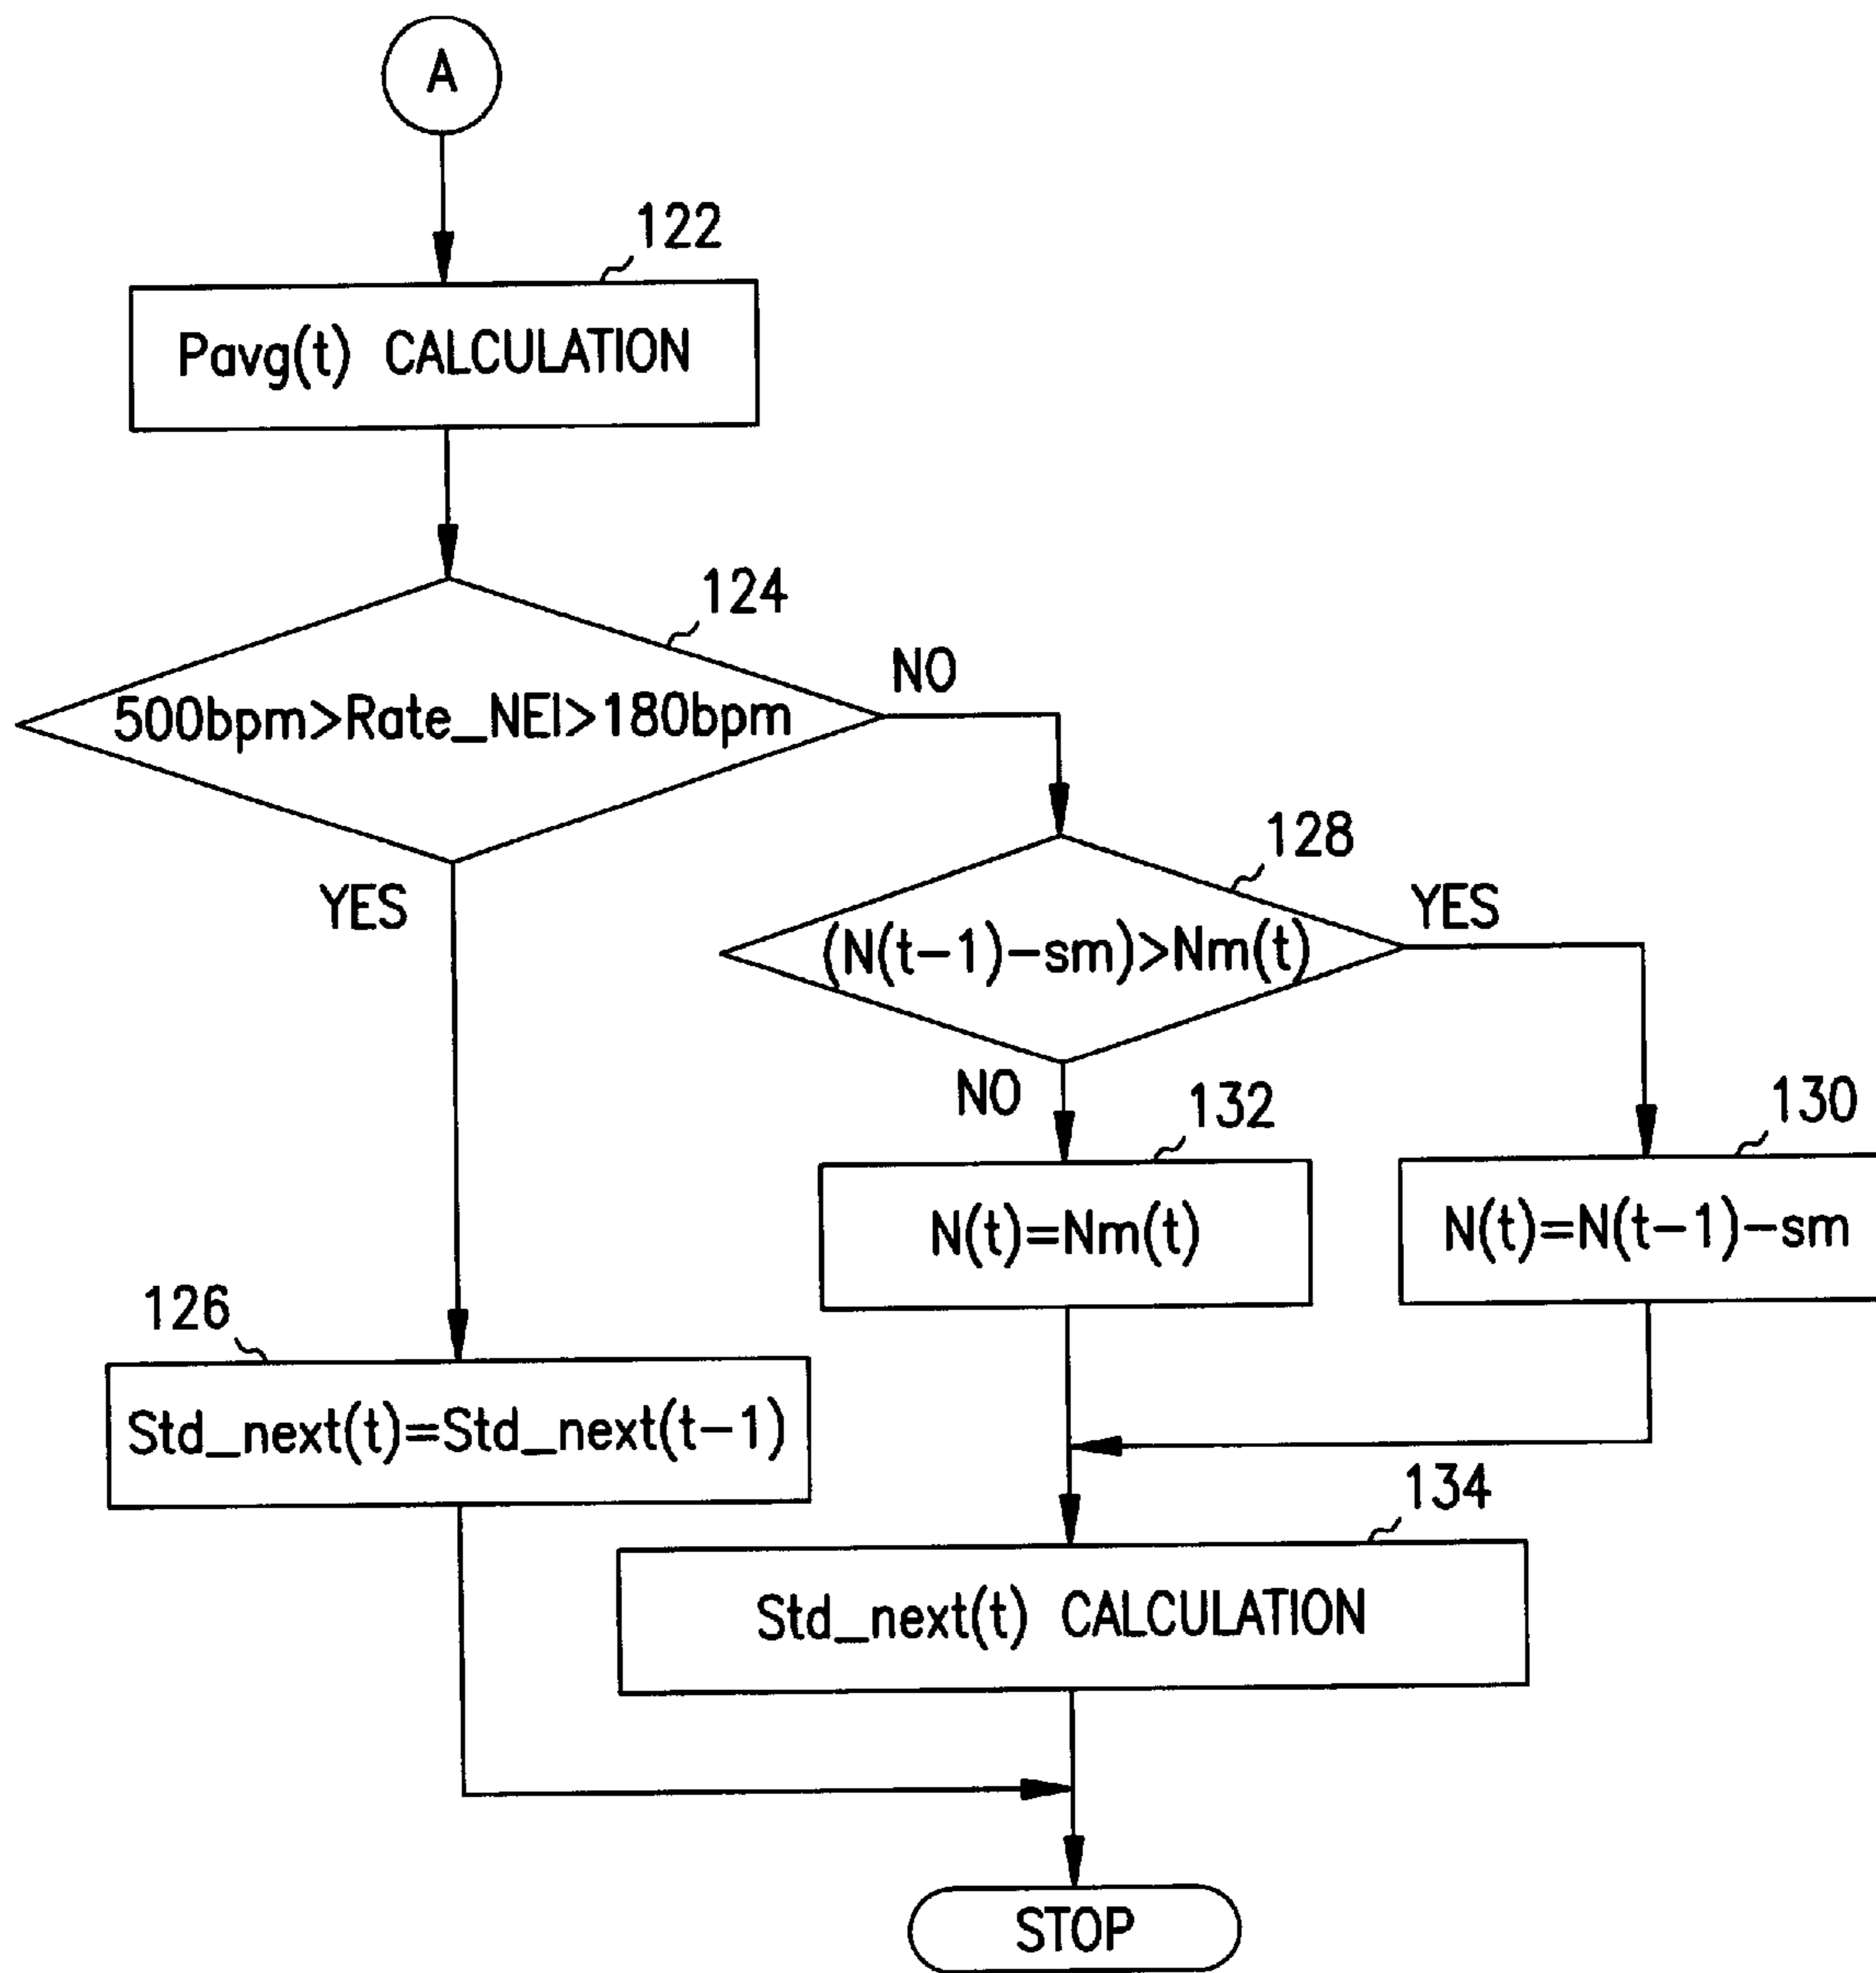 A
122
Pavg(t) CALCULATION
124
500bpm>Rate_NEI>180bpm
NO
YES
128
(N(t-1)-sm)>Nm(t)
YES
NO
132
N(t)=Nm(t)
130
N(t)=N(t-1)-sm
126
Std_next(t)=Std_next(t-1)
134
Std_next(t) CALCULATION
STOP